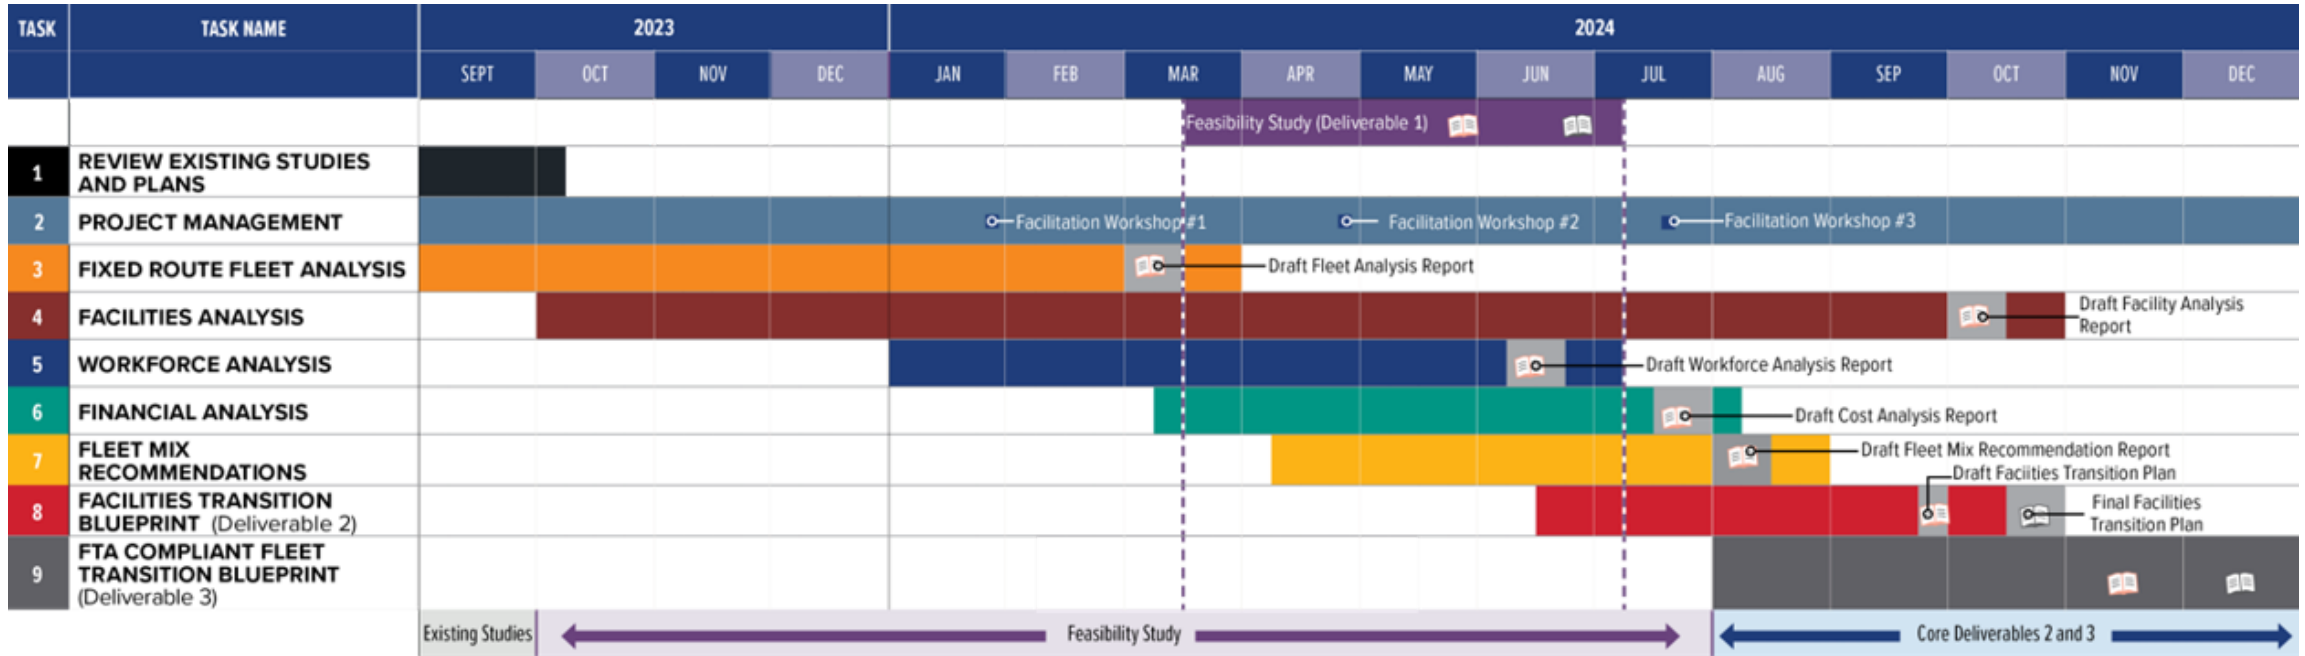 TASK TASK NAME 2023 2024
SEPT OCT NOV DEC JAN FEB MAR APR MAY JUN JUL AUG SEP OCT NOV DEC
Feasibility Study (Deliverable 1)
1 REVIEW EXISTING STUDIES
AND PLANS
2 PROJECT MANAGEMENT Facilitation Workshop #1 Facilitation Workshop #2 Facilitation Workshop #3
3 FIXED ROUTE FLEET ANALYSIS Draft Fleet Analysis Report
4 FACILITIES ANALYSIS Draft Facility Analysis
Report
5 WORKFORCE ANALYSIS Draft Workforce Analysis Report
6 FINANCIAL ANALYSIS Draft Cost Analysis Report
7 FLEET MIX
RECOMMENDATIONS
Draft Fleet Mix Recommendation Report
Draft Faciities Transition Plan
8 FACILITIES TRANSITION
BLUEPRINT (Deliverable 2)
Final Facilities
Transition Plan
9 FTA COMPLIANT FLEET
TRANSITION BLUEPRINT
(Deliverable 3)
Existing Studies Feasibility Study Core Deliverables 2 and 3